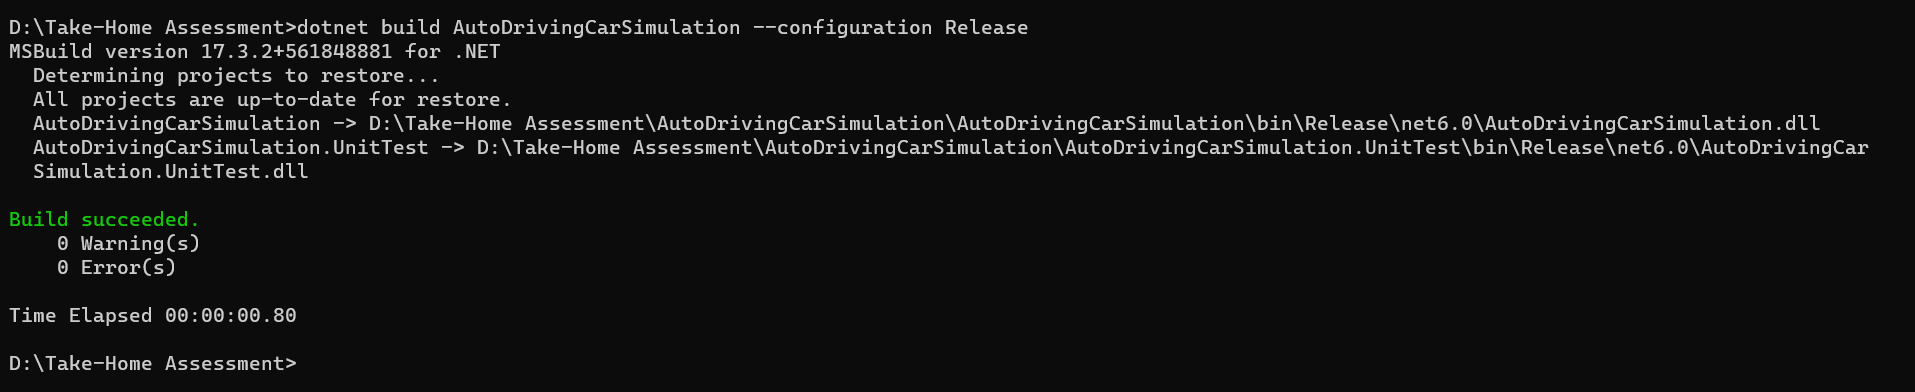 D:\Take-Home Assessment>dotnet build AutoDrivingCarSimulation --configuration Release
MSBuild version 17.3.2+561848881 for .NET
  Determining projects to restore...
  All projects are up-to-date for restore.
  AutoDrivingCarSimulation -> D:\Take-Home Assessment\AutoDrivingCarSimulation\AutoDrivingCarSimulation\bin\Release\net6.0\AutoDrivingCarSimulation.dll
  AutoDrivingCarSimulation.UnitTest -> D:\Take-Home Assessment\AutoDrivingCarSimulation\AutoDrivingCarSimulation.UnitTest\bin\Release\net6.0\AutoDrivingCar
  Simulation.UnitTest.dll

Build succeeded.
    0 Warning(s)
    0 Error(s)

Time Elapsed 00:00:00.80

D:\Take-Home Assessment>